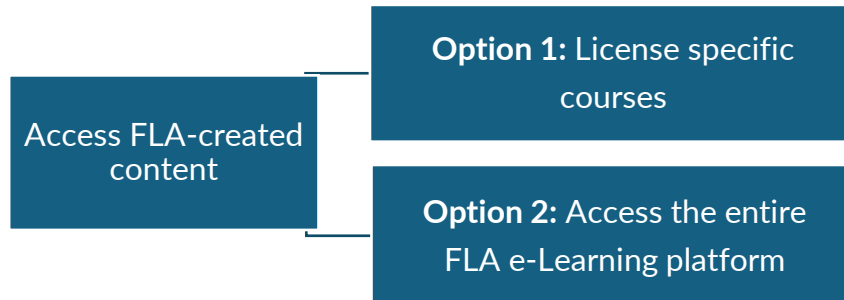 Access FLA-created
content
Option 1: License specific
courses
Option 2: Access the entire
FLA e-Learning platform